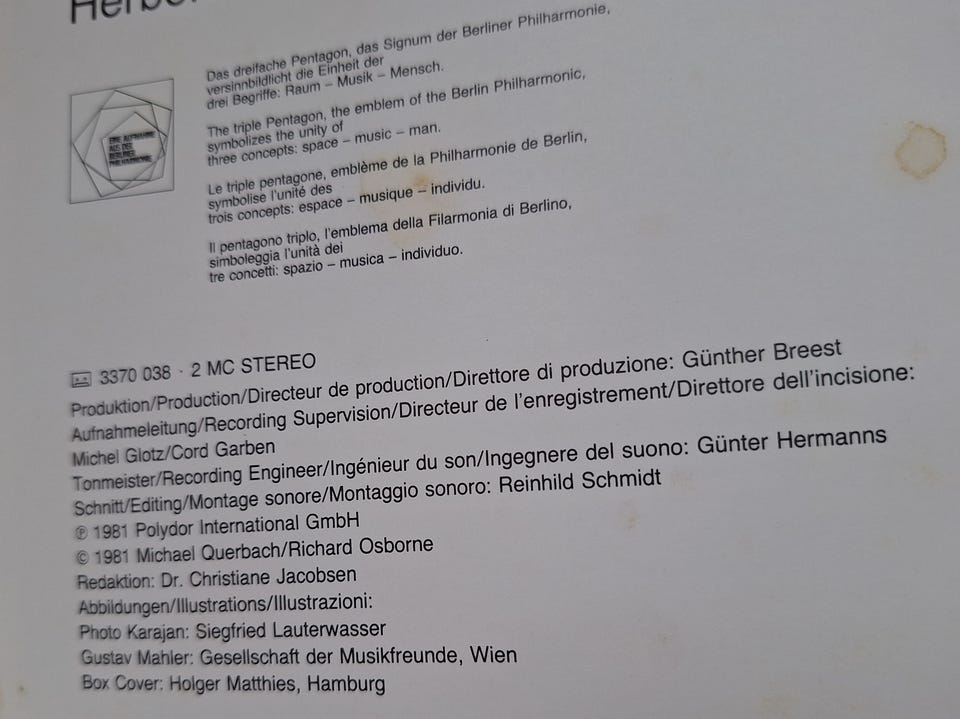 Das dreifache Pentagon, das Signum der Berliner Philharmonie,
versinnbildlicht die Einheit der
drei Begriffe: Raum – Musik – Mensch.
EINE AUFNAHME
AUS DER
BERLINER
PHILHARMONIE
The triple Pentagon, the emblem of the Berlin Philharmonic,
symbolizes the unity of
three concepts: space – music – man.
Le triple pentagone, emblème de la Philharmonie de Berlin,
symbolise l'unité des
trois concepts: espace – musique – individu.
Il pentagono triplo, l'emblema della Filarmonia di Berlino,
simboleggia l'unità dei
tre concetti: spazio – musica – individuo.
3370 038 · 2 MC STEREO
Produktion/Production/Directeur de production/Direttore di produzione: Günther Breest
Aufnahmeleitung/Recording Supervision/Directeur de l'enregistrement/Direttore dell'incisione:
Michel Glotz/Cord Garben
Tonmeister/Recording Engineer/Ingénieur du son/Ingegnere del suono: Günter Hermanns
Schnitt/Editing/Montage sonore/Montaggio sonoro: Reinhild Schmidt
℗ 1981 Polydor International GmbH
© 1981 Michael Querbach/Richard Osborne
Redaktion: Dr. Christiane Jacobsen
Abbildungen/Illustrations/Illustrazioni:
Photo Karajan: Siegfried Lauterwasser
Gustav Mahler: Gesellschaft der Musikfreunde, Wien
Box Cover: Holger Matthies, Hamburg